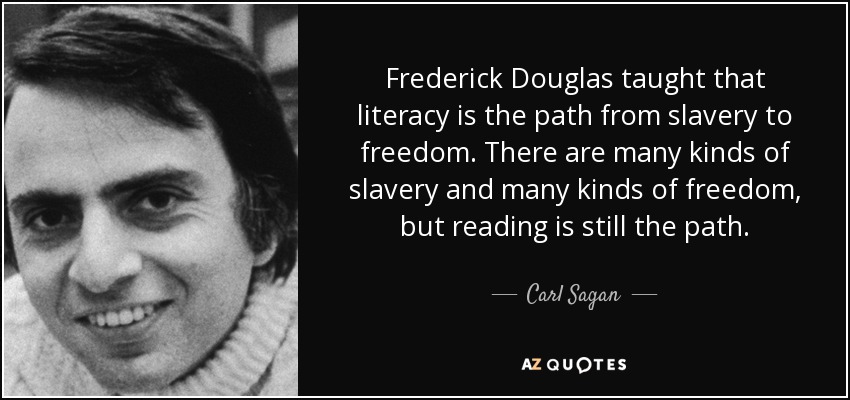 Frederick Douglas taught that
literacy is the path from slavery to
freedom. There are many kinds of
slavery and many kinds of freedom,
but reading is still the path.
Carl Sagan
AZ QUOTES